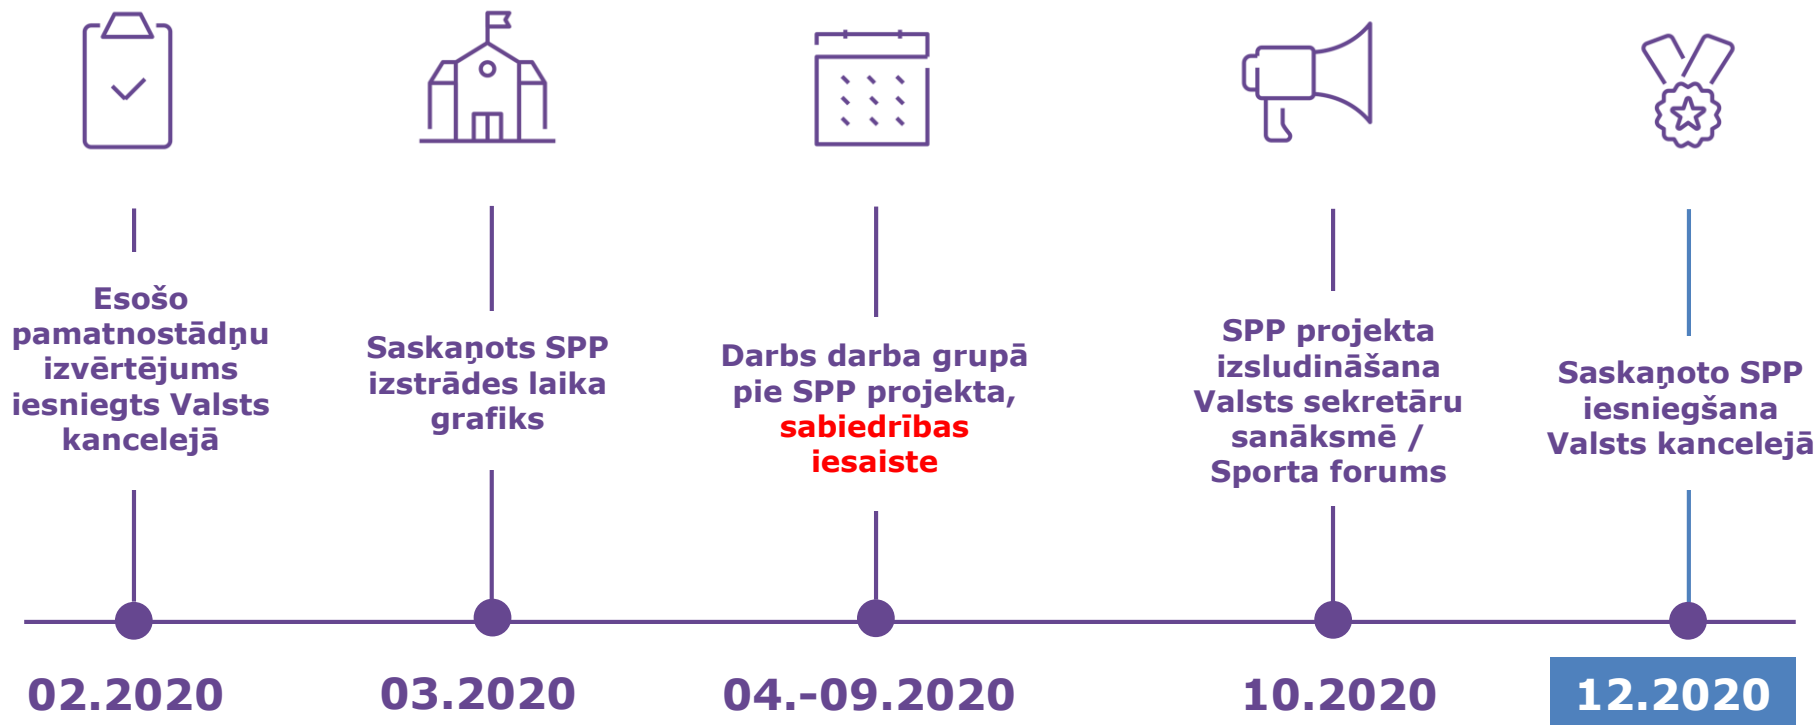 Esošo
pamatnostādņu
izvērtējums
iesniegts Valsts
kancelejā
Saskaņots SPP
izstrādes laika
grafiks
Darbs darba grupā
pie SPP projekta,
sabiedrības
iesaiste
SPP projekta
izsludināšana
Valsts sekretāru
sanāksmē /
Sporta forums
Saskaņoto SPP
iesniegšana
Valsts kancelejā
02.2020
03.2020
04.-09.2020
10.2020
12.2020